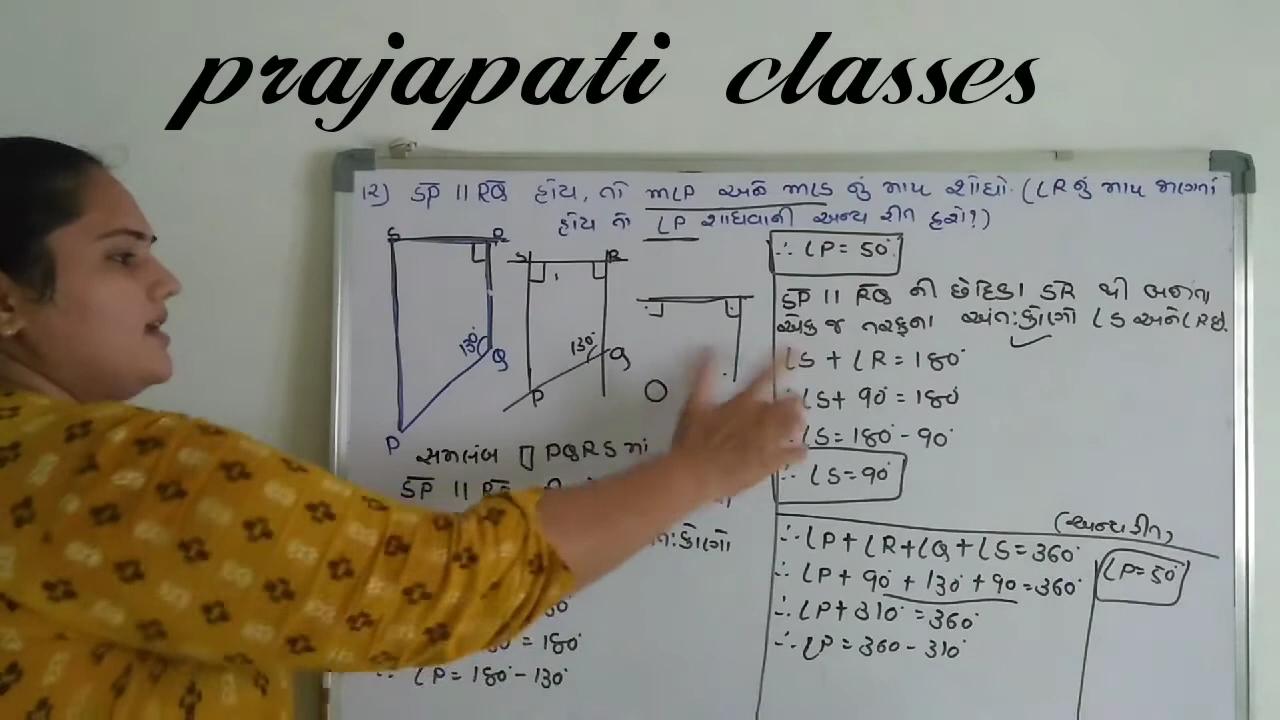 prajapati classes
12) SP || RQ હોય, તો m∠P અને m∠S નું માપ શોધો. (∠R નું માપ જાણતાં
હોય તો ∠P શોધવાની અન્ય રીત હશે?)
S R
130° Q
P
S R
130° Q
P
સમલંબ □ PQRS માં
SP || RQ
અંત:કોણો
= 180°
∴ ∠P = 180° - 130°
∴ ∠P = 50°
SP || RQ ની છેદિકા SR થી બનતા
એક જ તરફના અંત:કોણો ∠S અને ∠R છે.
∠S + ∠R = 180°
∴ ∠S + 90° = 180°
∴ ∠S = 180° - 90°
∴ ∠S = 90°
(અન્ય રીત)
∴ ∠P + ∠R + ∠Q + ∠S = 360°
∴ ∠P + 90° + 130° + 90 = 360°
∴ ∠P + 310° = 360°
∴ ∠P = 360 - 310°
∠P = 50°